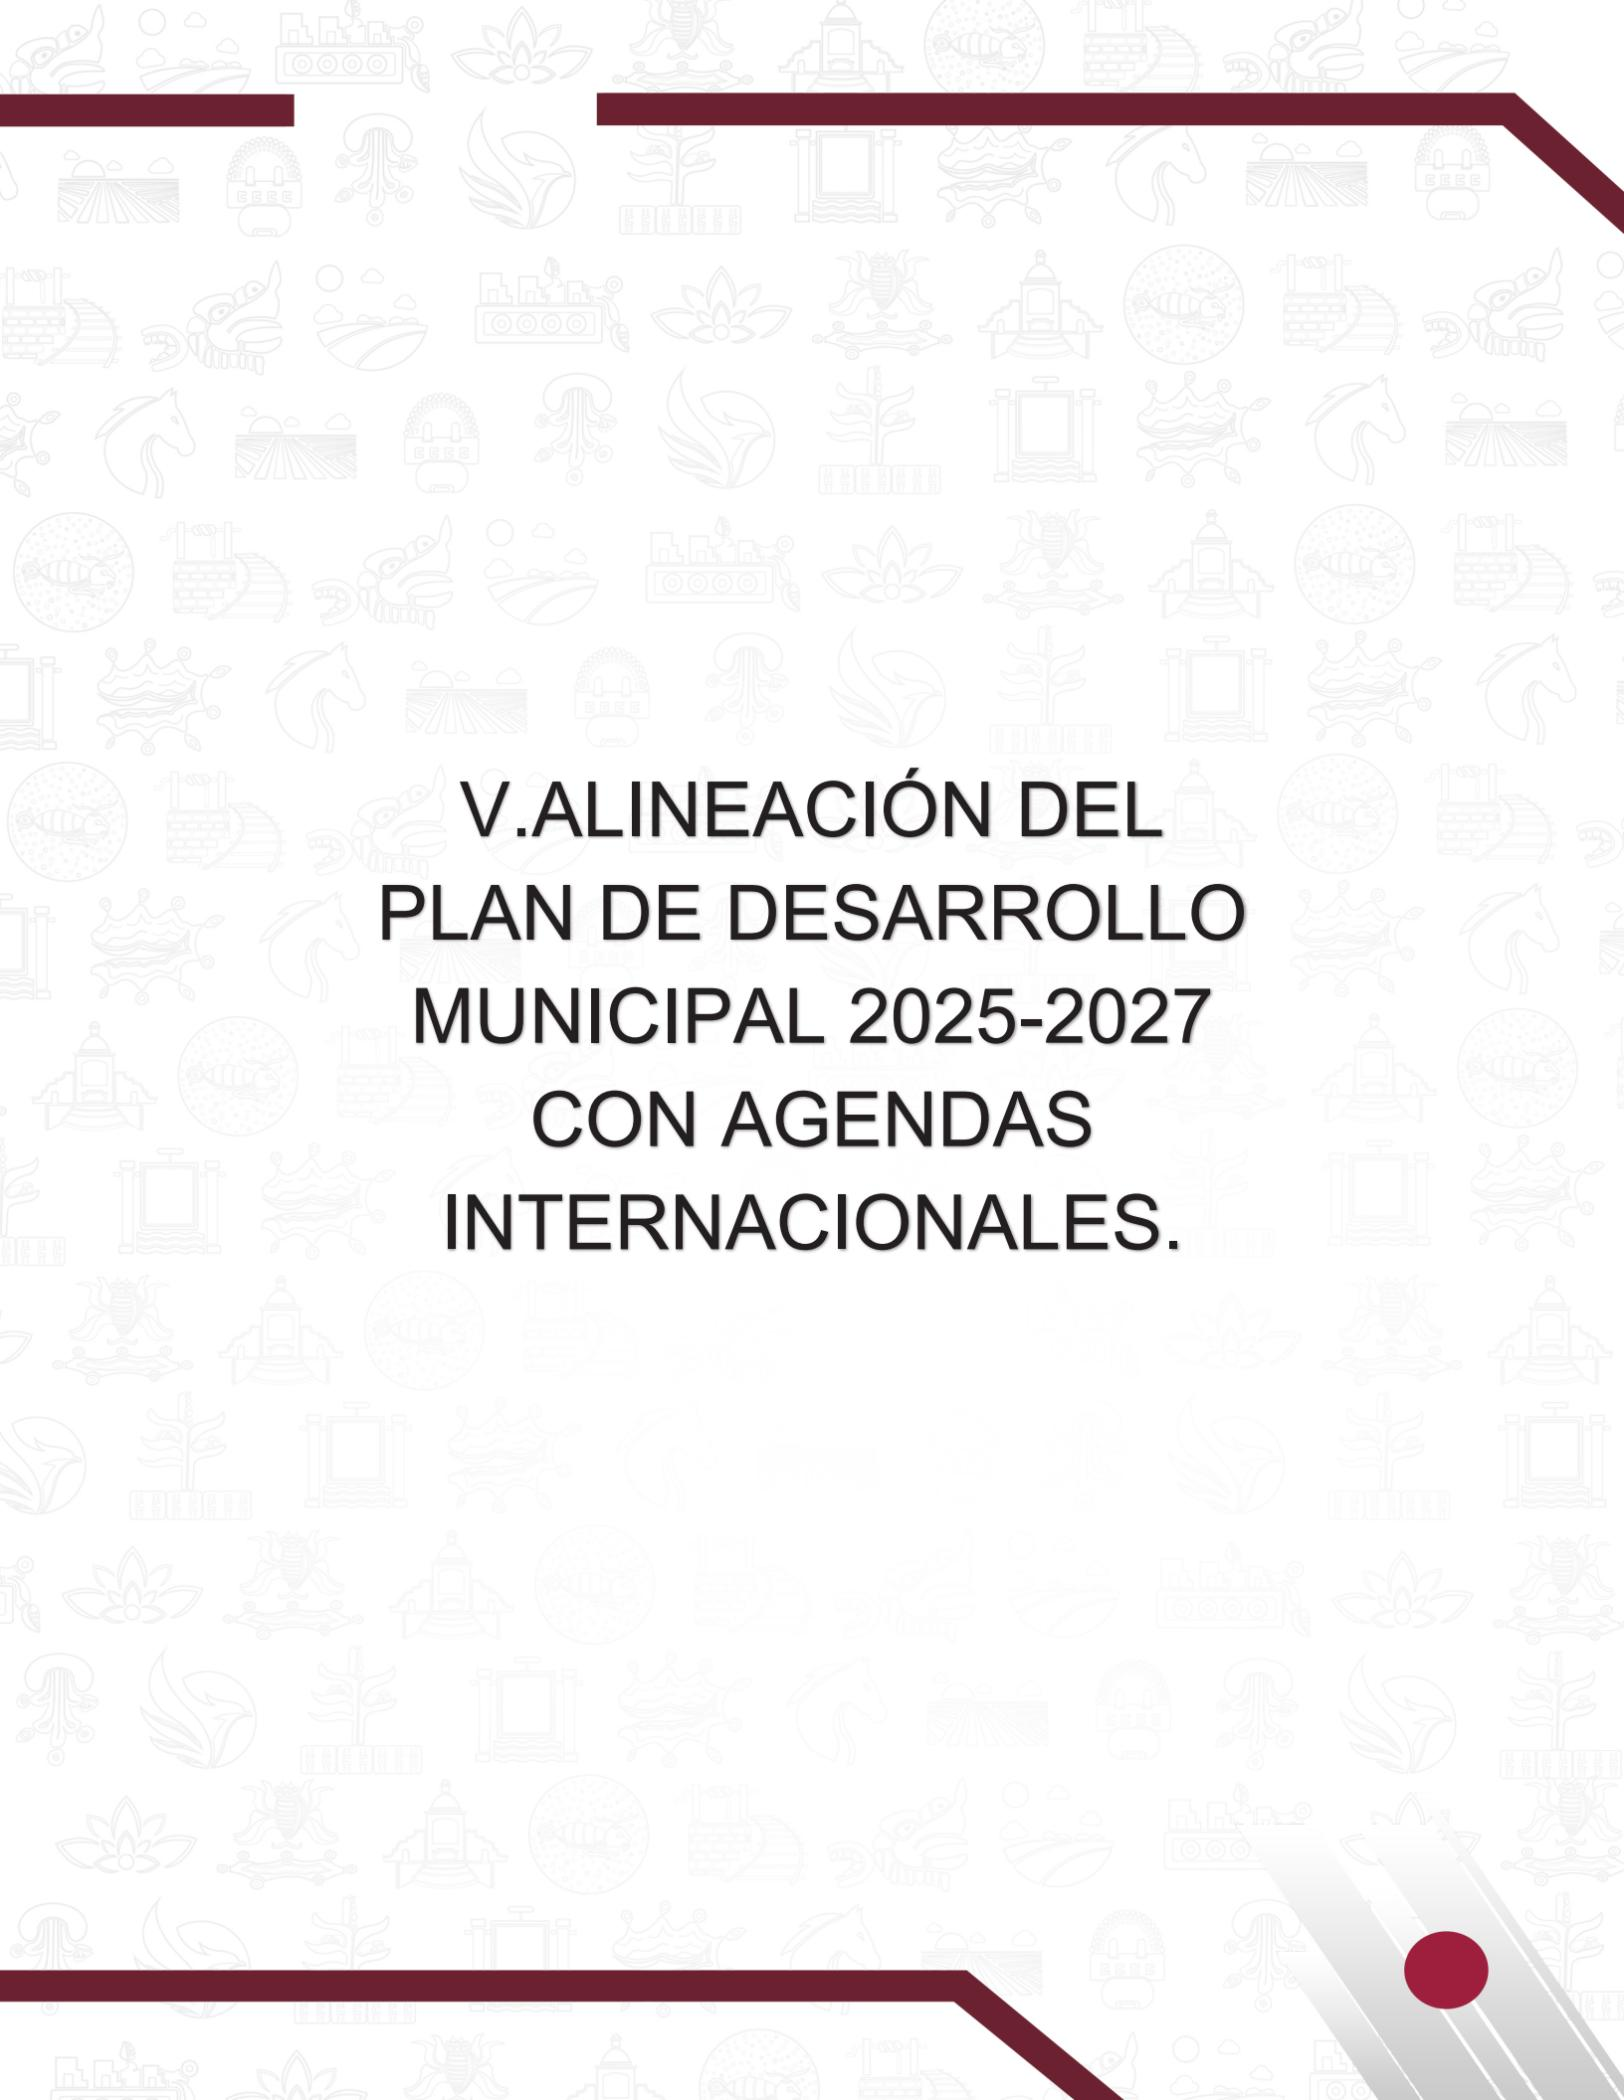 V.ALINEACIÓN DEL
PLAN DE DESARROLLO
MUNICIPAL 2025-2027
CON AGENDAS
INTERNACIONALES.